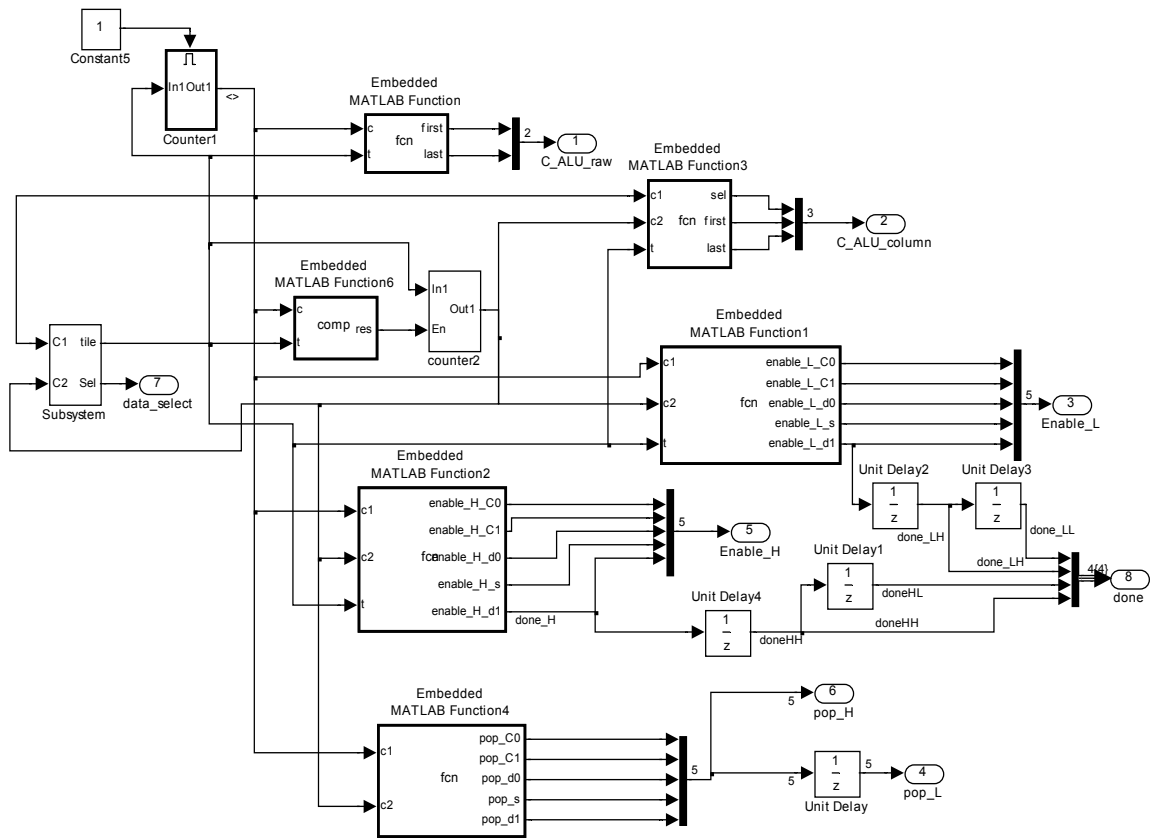 1
Constant5
In1 Out1
Counter1
<>
Embedded
MATLAB Function
c
t
fcn
first
last
2
1
C_ALU_raw
Embedded
MATLAB Function3
c1
c2
t
fcn
sel
first
last
3
2
C_ALU_column
Embedded
MATLAB Function6
c
t
comp
res
In1
En
Out1
counter2
C1
C2
tile
Sel
Subsystem
7
data_select
Embedded
MATLAB Function1
c1
c2
t
fcn
enable_L_C0
enable_L_C1
enable_L_d0
enable_L_s
enable_L_d1
5
3
Enable_L
Embedded
MATLAB Function2
c1
c2
t
fcn
enable_H_C0
enable_H_C1
enable_H_d0
enable_H_s
enable_H_d1
done_H
5
5
Enable_H
Unit Delay2
1
z
done_LH
Unit Delay3
1
z
done_LL
done_LH
Unit Delay1
1
z
doneHL
Unit Delay4
1
z
doneHH
doneHH
4{4}
8
done
Embedded
MATLAB Function4
c1
c2
fcn
pop_C0
pop_C1
pop_d0
pop_s
pop_d1
5
5
6
pop_H
5
1
z
Unit Delay
5
4
pop_L